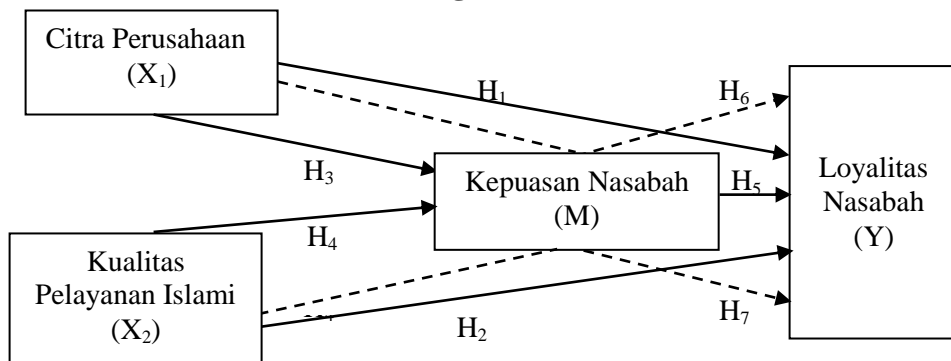 Citra Perusahaan
(X₁)
H₁
H₆
H₃
Kepuasan Nasabah
(M)
H₅
Loyalitas
Nasabah
(Y)
H₄
Kualitas
Pelayanan Islami
(X₂)
H₂
H₇